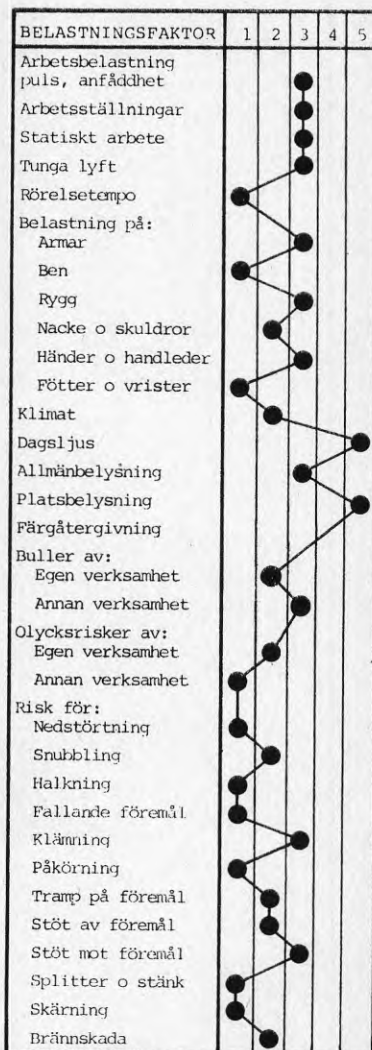 BELASTNINGSFAKTOR 1 2 3 4 5
Arbetsbelastning
puls, anfåddhet
Arbetsställningar
Statiskt arbete
Tunga lyft
Rörelsetempo
Belastning på:
Armar
Ben
Rygg
Nacke o skuldror
Händer o handleder
Fötter o vrister
Klimat
Dagsljus
Allmänbelysning
Platsbelysning
Färgåtergivning
Buller av:
Egen verksamhet
Annan verksamhet
Olycksrisker av:
Egen verksamhet
Annan verksamhet
Risk för:
Nedstörtning
Snubbling
Halkning
Fallande föremål
Klämning
Påkörning
Tramp på föremål
Stöt av föremål
Stöt mot föremål
Splitter o stänk
Skärning
Brännskada